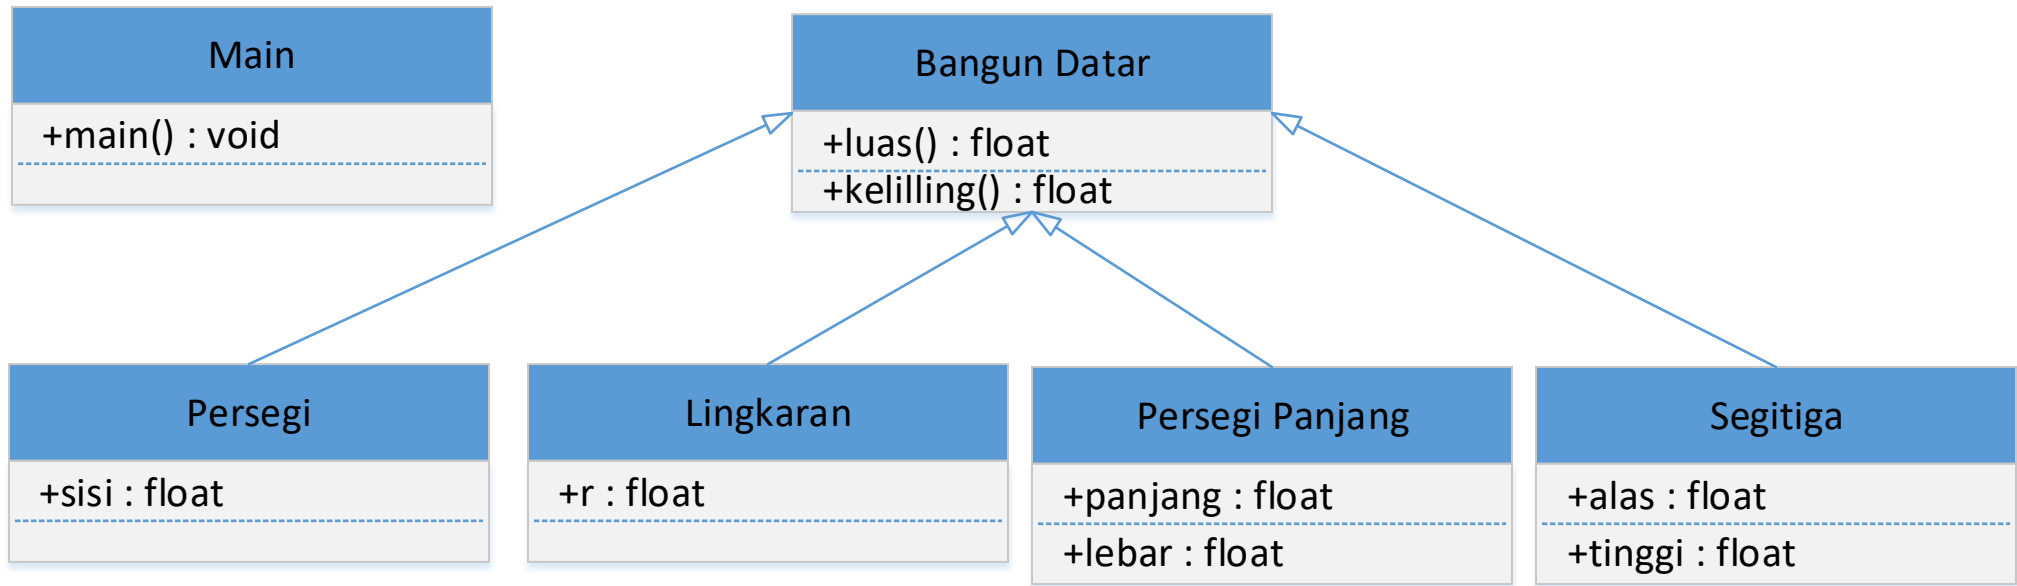 Main
+main() : void
Bangun Datar
+luas() : float
+kelilling() : float
Persegi
+sisi : float
Lingkaran
+r : float
Persegi Panjang
+panjang : float
+lebar : float
Segitiga
+alas : float
+tinggi : float